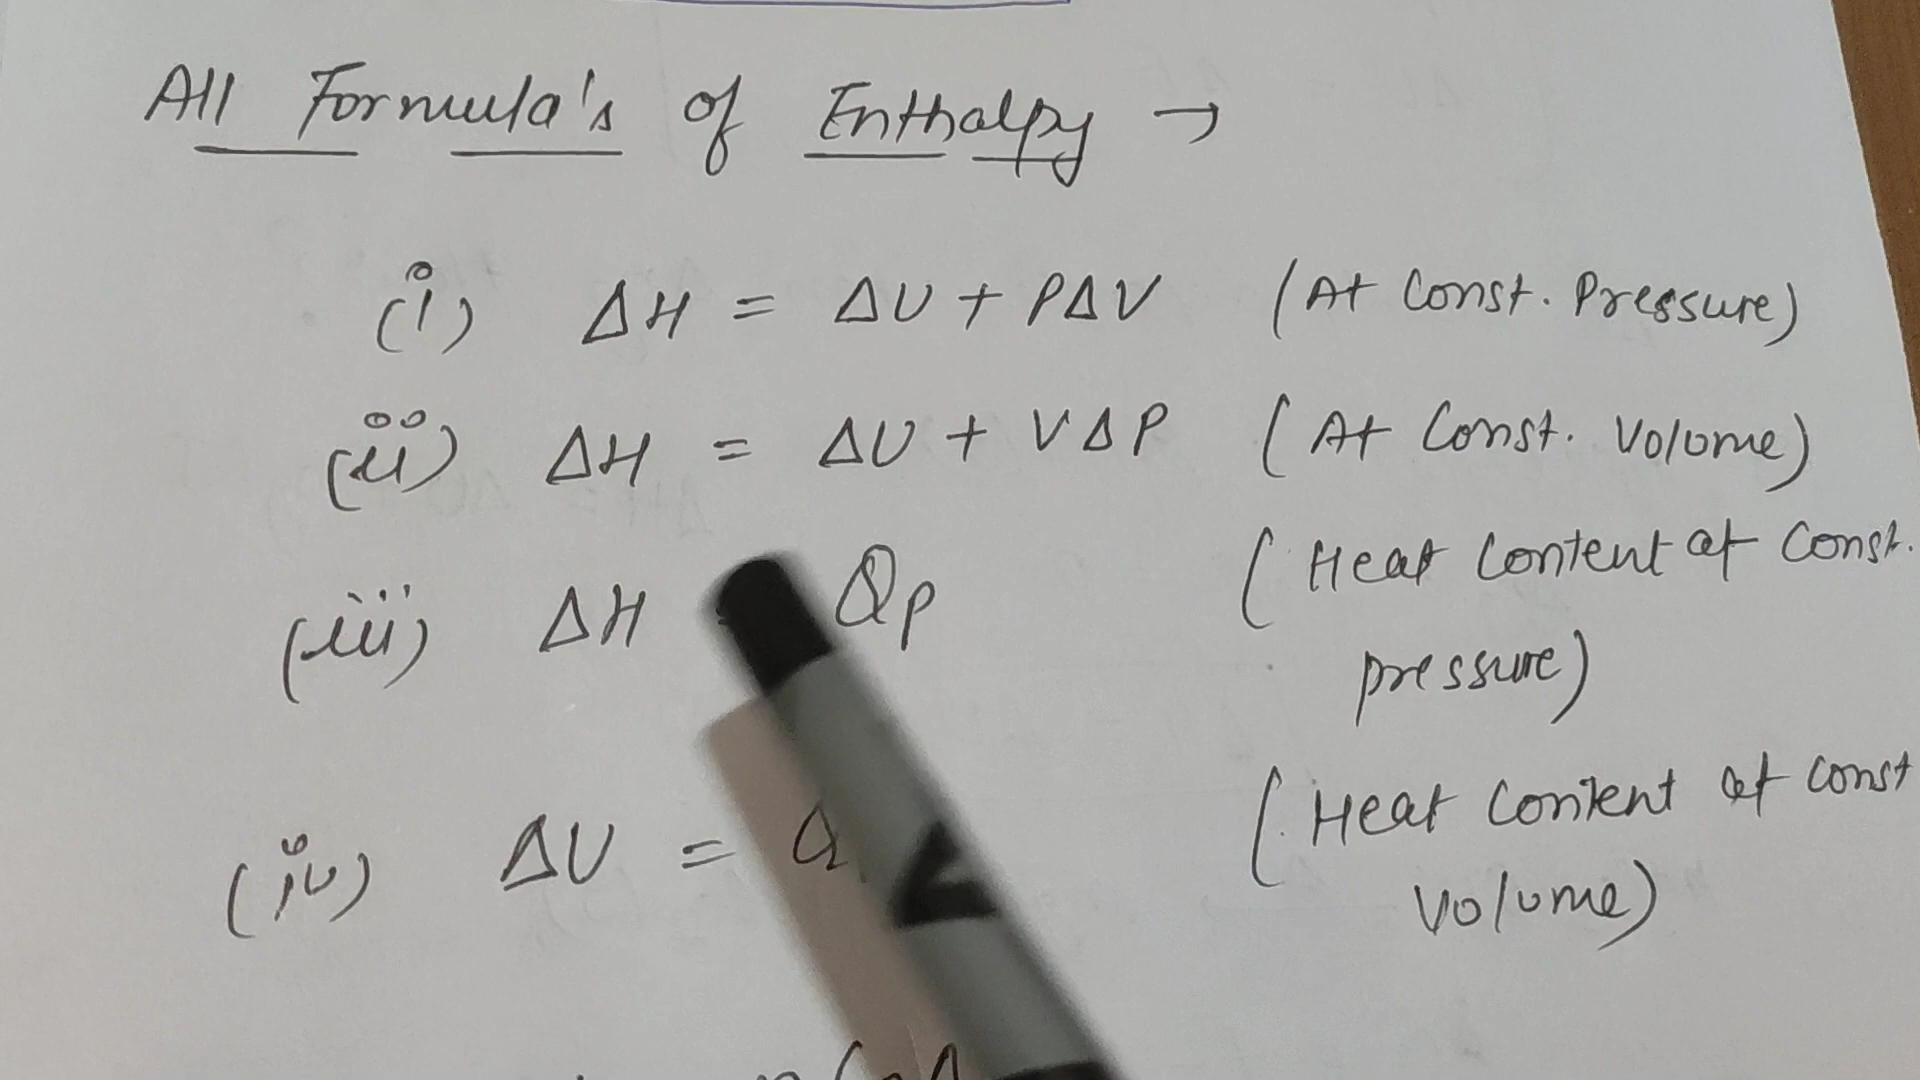 All Formula's of Enthalpy →
(i) ΔH = ΔU + PΔV (At Const. Pressure)
(ii) ΔH = ΔU + VΔP (At Const. Volume)
(iii) ΔH Qp (Heat Content at Const.
pressure)
(iv) ΔU = Q (Heat Content at Const
Volume)